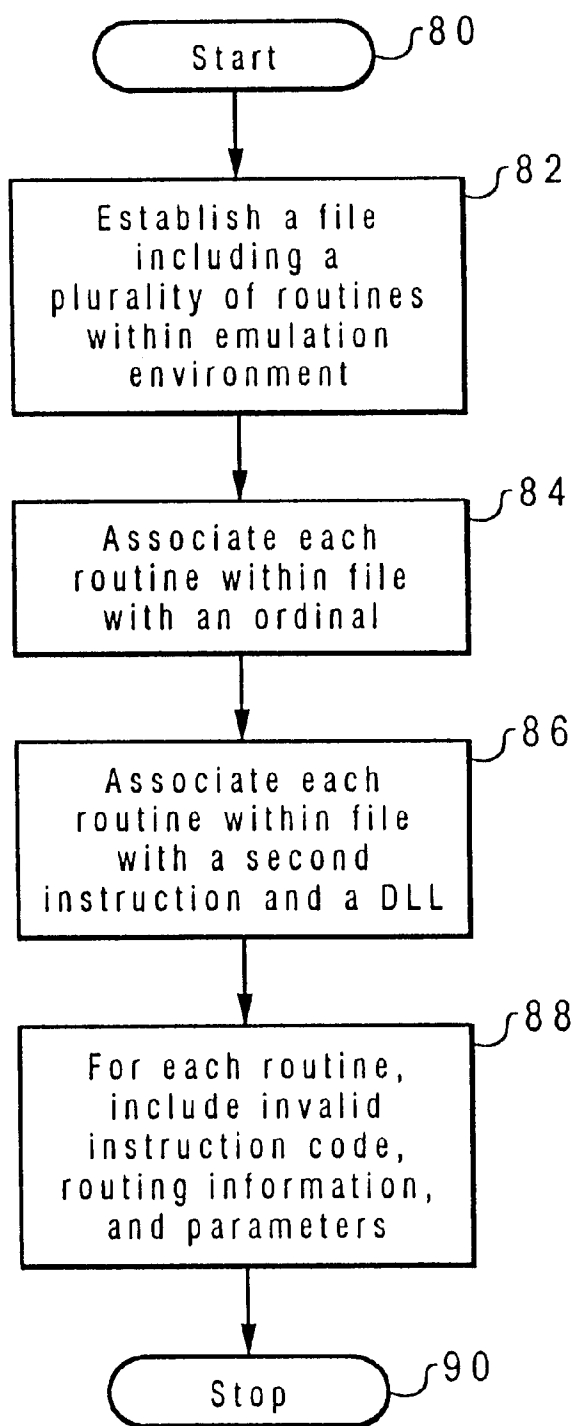 80
Start
82
Establish a file
including a
plurality of routines
within emulation
environment
84
Associate each
routine within file
with an ordinal
86
Associate each
routine within file
with a second
instruction and a DLL
88
For each routine,
include invalid
instruction code,
routing information,
and parameters
90
Stop